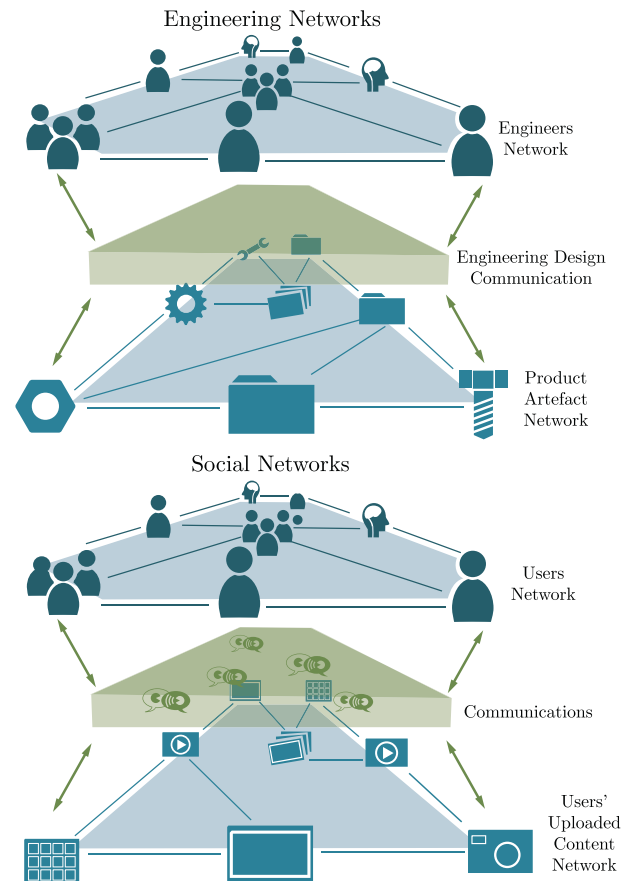 Engineering Networks
Engineers
Network
Engineering Design
Communication
Product
Artefact
Network
Social Networks
Users
Network
Communications
Users'
Uploaded
Content
Network